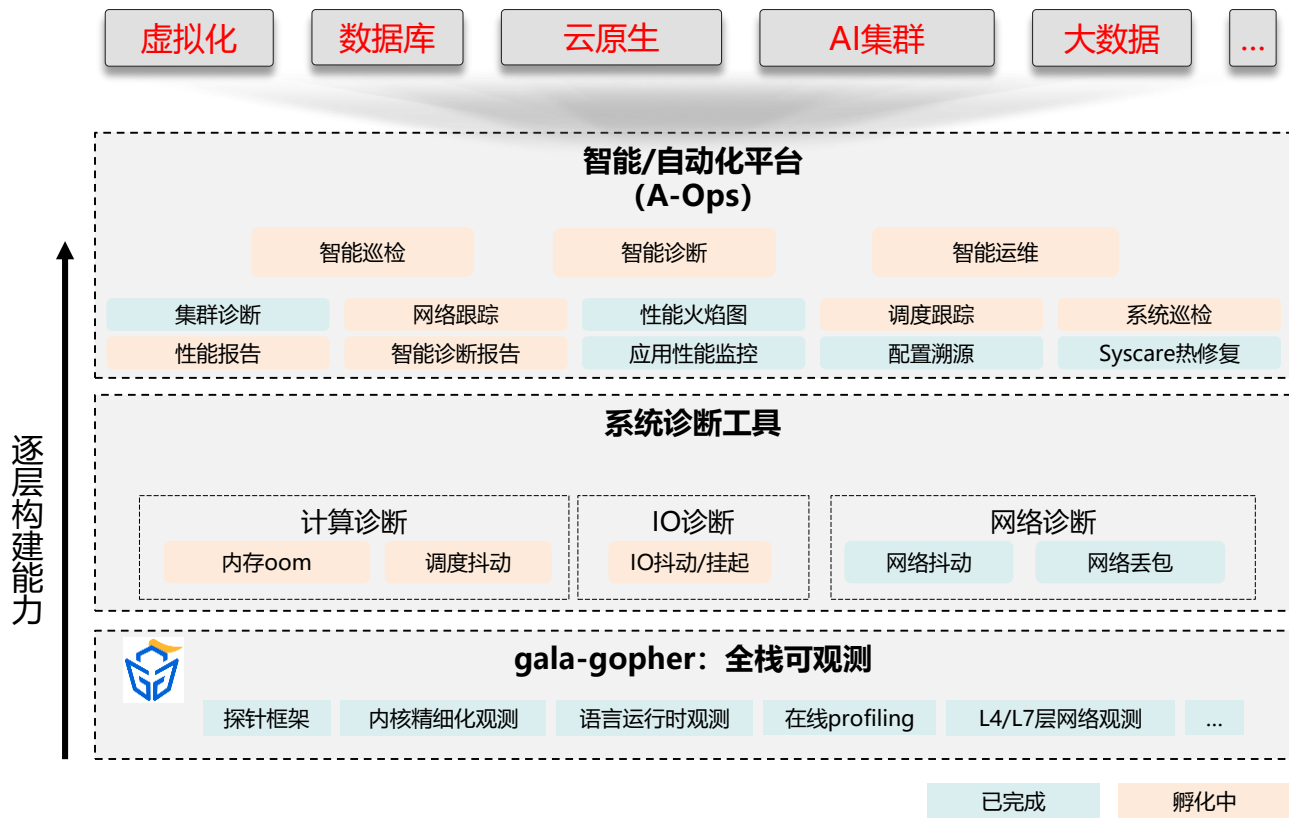 虚拟化
数据库
云原生
AI集群
大数据
...
智能/自动化平台
(A-Ops)
智能巡检
智能诊断
智能运维
集群诊断
网络跟踪
性能火焰图
调度跟踪
系统巡检
性能报告
智能诊断报告
应用性能监控
配置溯源
Syscare热修复
逐层构建能力
系统诊断工具
计算诊断
内存oom
调度抖动
IO诊断
IO抖动/挂起
网络诊断
网络抖动
网络丢包
gala-gopher：全栈可观测
探针框架
内核精细化观测
语言运行时观测
在线profiling
L4/L7层网络观测
...
已完成
孵化中